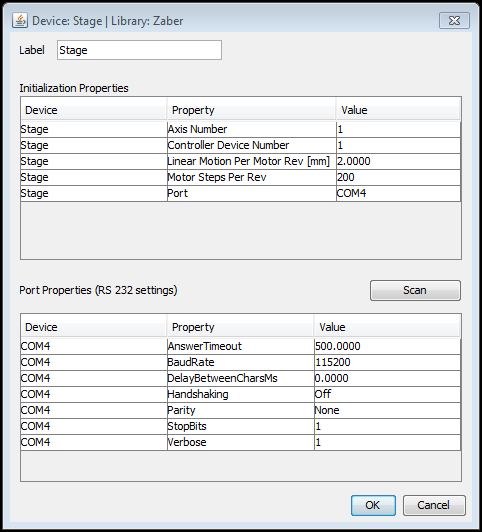 Device: Stage | Library: Zaber
Label Stage
Initialization Properties
Device Property Value
Stage Axis Number 1
Stage Controller Device Number 1
Stage Linear Motion Per Motor Rev [mm] 2.0000
Stage Motor Steps Per Rev 200
Stage Port COM4
Port Properties (RS 232 settings) Scan
Device Property Value
COM4 AnswerTimeout 500.0000
COM4 BaudRate 115200
COM4 DelayBetweenCharsMs 0.0000
COM4 Handshaking Off
COM4 Parity None
COM4 StopBits 1
COM4 Verbose 1
OK Cancel